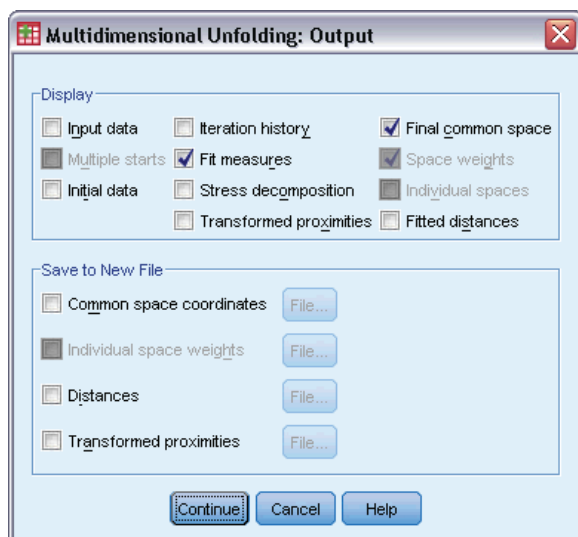 Multidimensional Unfolding: Output
Display
Input data
Iteration history
Final common space
Multiple starts
Fit measures
Space weights
Initial data
Stress decomposition
Individual spaces
Transformed proximities
Fitted distances
Save to New File
Common space coordinates
File...
Individual space weights
File...
Distances
File...
Transformed proximities
File...
Continue
Cancel
Help